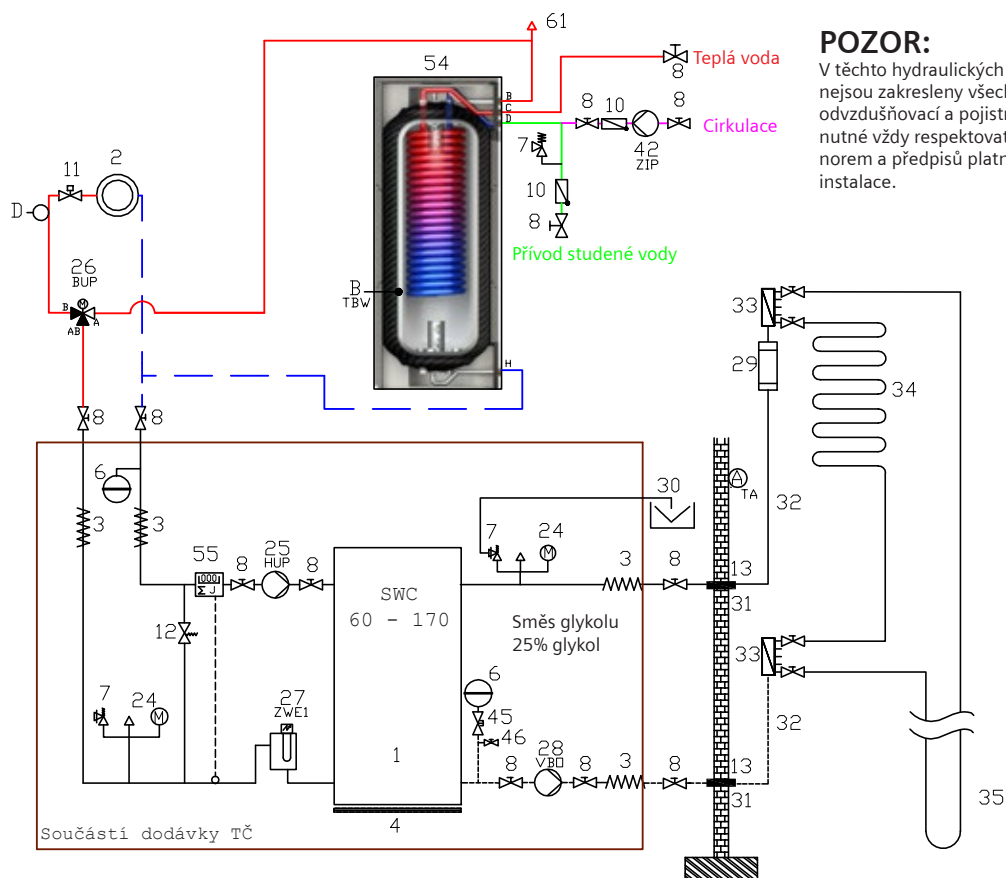 61
POZOR:
V těchto hydraulických
nejsou zakresleny všech
odvzdušňovací a pojistn
nutné vždy respektovat
norem a předpisů platn
instalace.
54
Teplá voda
8
B
C
D
8
10
8
Cirkulace
42
ZIP
7
10
8
Přívod studené vody
11
2
D
26
BUP
B
M
A
AB
B
TBW
H
33
29
34
8
8
6
3
3
A
TA
32
30
7
24
M
3
8
13
31
55
000
Σ J
8
25
HUP
8
SWC
60 - 170
Směs glykolu
25% glykol
12
33
6
45
46
32
7
24
M
27
ZWE1
1
8
28
VBO
8
3
8
13
31
4
35
Součástí dodávky TČ